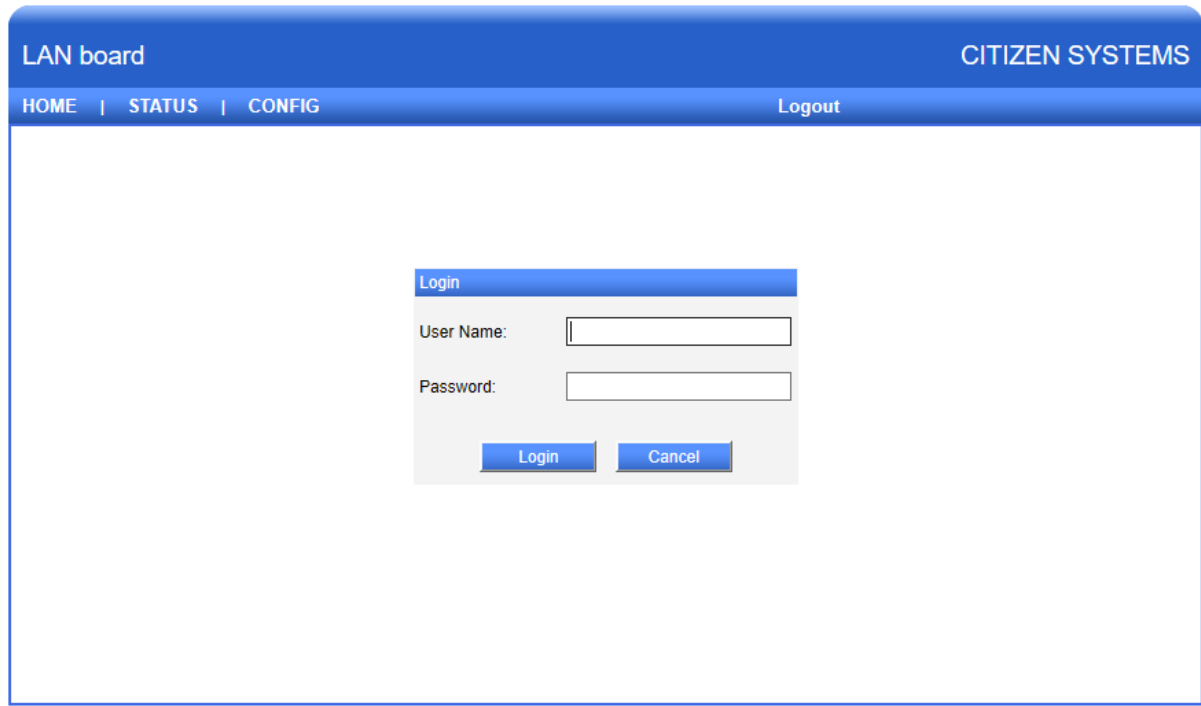 LAN board CITIZEN SYSTEMS
HOME | STATUS | CONFIG Logout
Login
User Name:
Password:
Login Cancel